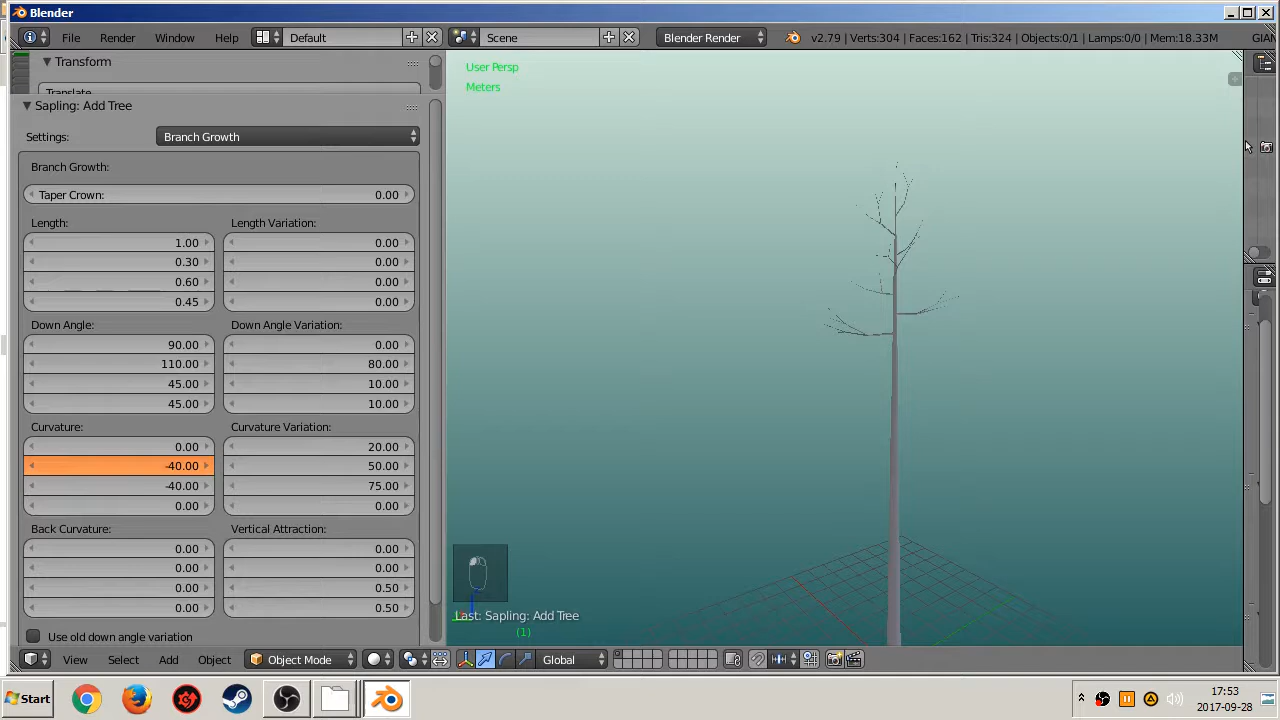 Blender
File Render Window Help Default Scene Blender Render v2.79 | Verts:304 | Faces:162 | Tris:324 | Objects:0/1 | Lamps:0/0 | Mem:18.33M GIAN
Transform
Translate
Sapling: Add Tree
Settings: Branch Growth
Branch Growth:
Taper Crown: 0.00
Length: Length Variation:
1.00 0.00
0.30 0.00
0.60 0.00
0.45 0.00
Down Angle: Down Angle Variation:
90.00 0.00
110.00 80.00
45.00 10.00
45.00 10.00
Curvature: Curvature Variation:
0.00 20.00
-40.00 50.00
-40.00 75.00
0.00 0.00
Back Curvature: Vertical Attraction:
0.00 0.00
0.00 0.00
0.00 0.50
0.00 0.50
Use old down angle variation
User Persp
Meters
Last: Sapling: Add Tree
(1)
View Select Add Object Object Mode Global
Start
17:53
2017-09-28